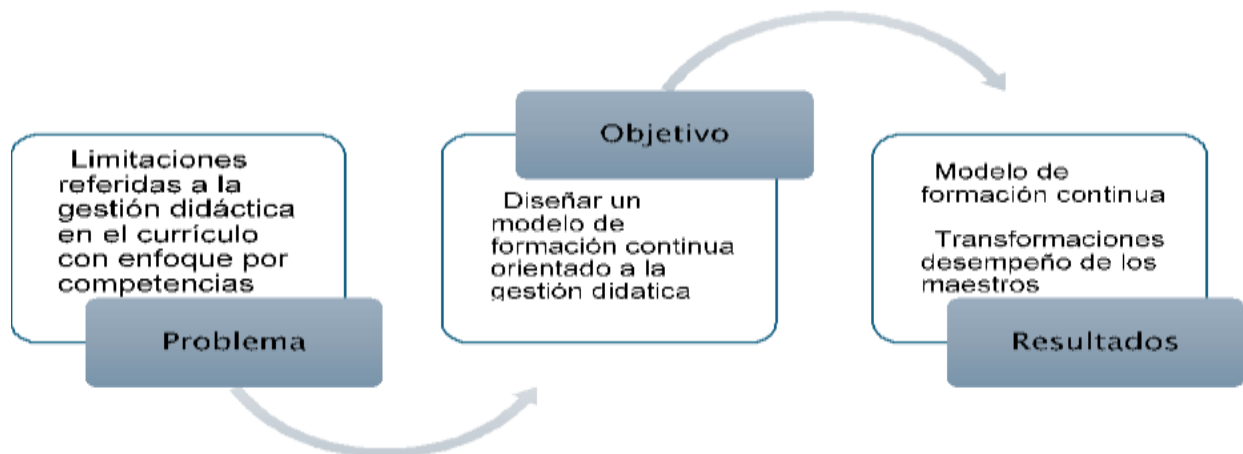 Limitaciones
referidas a la
gestión didáctica
en el currículo
con enfoque por
competencias
Problema
Objetivo
Diseñar un
modelo de
formación continua
orientado a la
gestión didatica
Modelo de
formación continua
Transformaciones
desempeño de los
maestros
Resultados